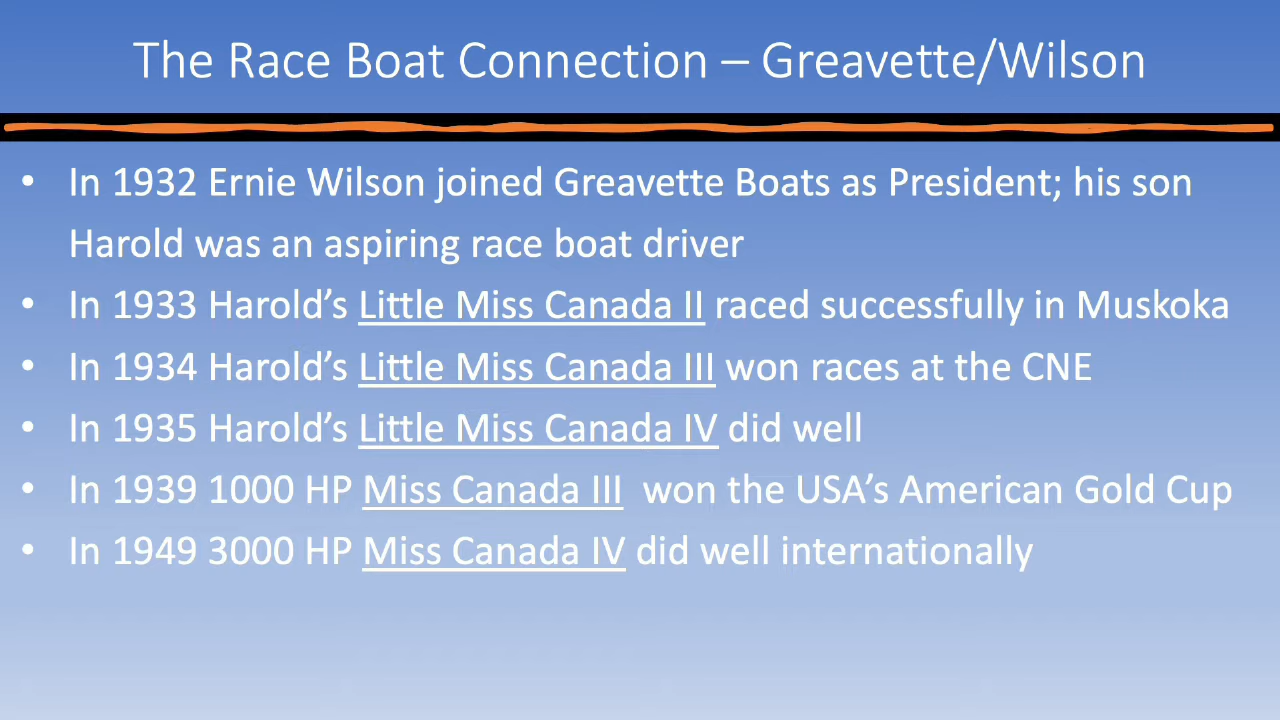 The Race Boat Connection – Greavette/Wilson
• In 1932 Ernie Wilson joined Greavette Boats as President; his son
Harold was an aspiring race boat driver
• In 1933 Harold’s Little Miss Canada II raced successfully in Muskoka
• In 1934 Harold’s Little Miss Canada III won races at the CNE
• In 1935 Harold’s Little Miss Canada IV did well
• In 1939 1000 HP Miss Canada III  won the USA’s American Gold Cup
• In 1949 3000 HP Miss Canada IV did well internationally